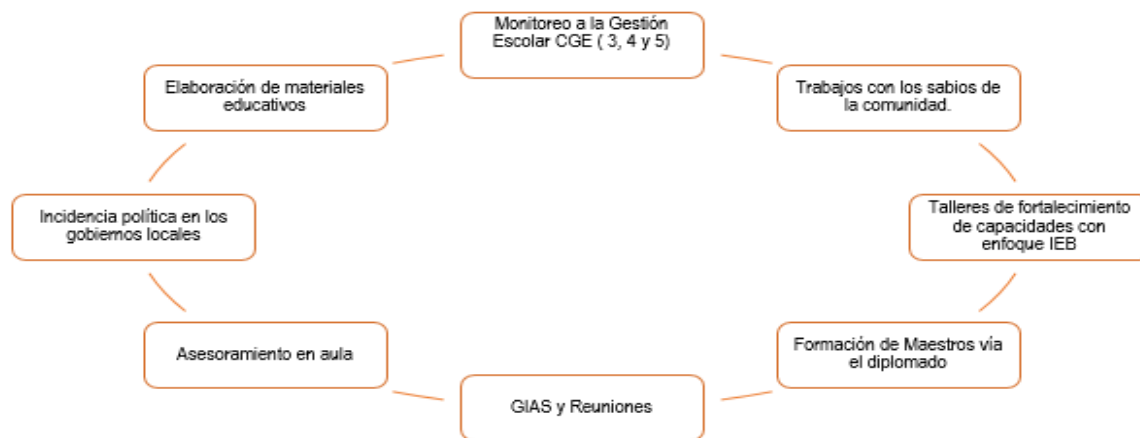 Monitoreo a la Gestión
Escolar CGE ( 3, 4 y 5)
Trabajos con los sabios de
la comunidad.
Talleres de fortalecimiento
de capacidades con
enfoque IEB
Formación de Maestros vía
el diplomado
GIAS y Reuniones
Asesoramiento en aula
Incidencia política en los
gobiernos locales
Elaboración de materiales
educativos